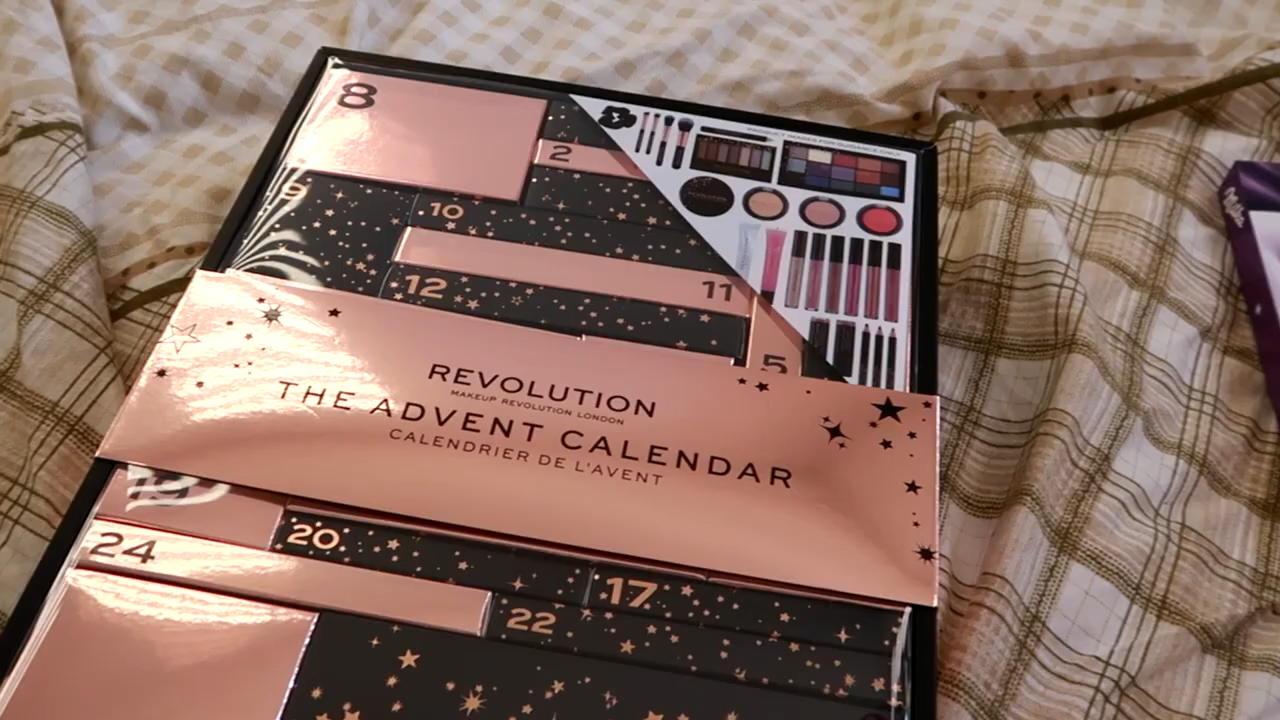 8
2
PRODUCT IMAGES FOR GUIDANCE ONLY
9
10
11
12
5
REVOLUTION
MAKEUP REVOLUTION LONDON
THE ADVENT CALENDAR
CALENDRIER DE L'AVENT
20
24
17
22